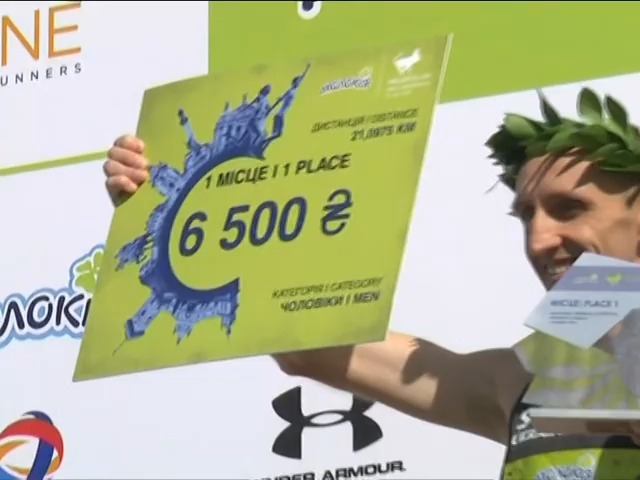 NE
UNNERS
ДИСТАНЦІЯ | DISTANCE
21,0975 КМ
1 МІСЦЕ | 1 PLACE
6 500 ₴
КАТЕГОРІЯ | CATEGORY
ЧОЛОВІКИ | MEN
МІСЦЕ | PLACE 1
ЛОКІ
UNDER ARMOUR